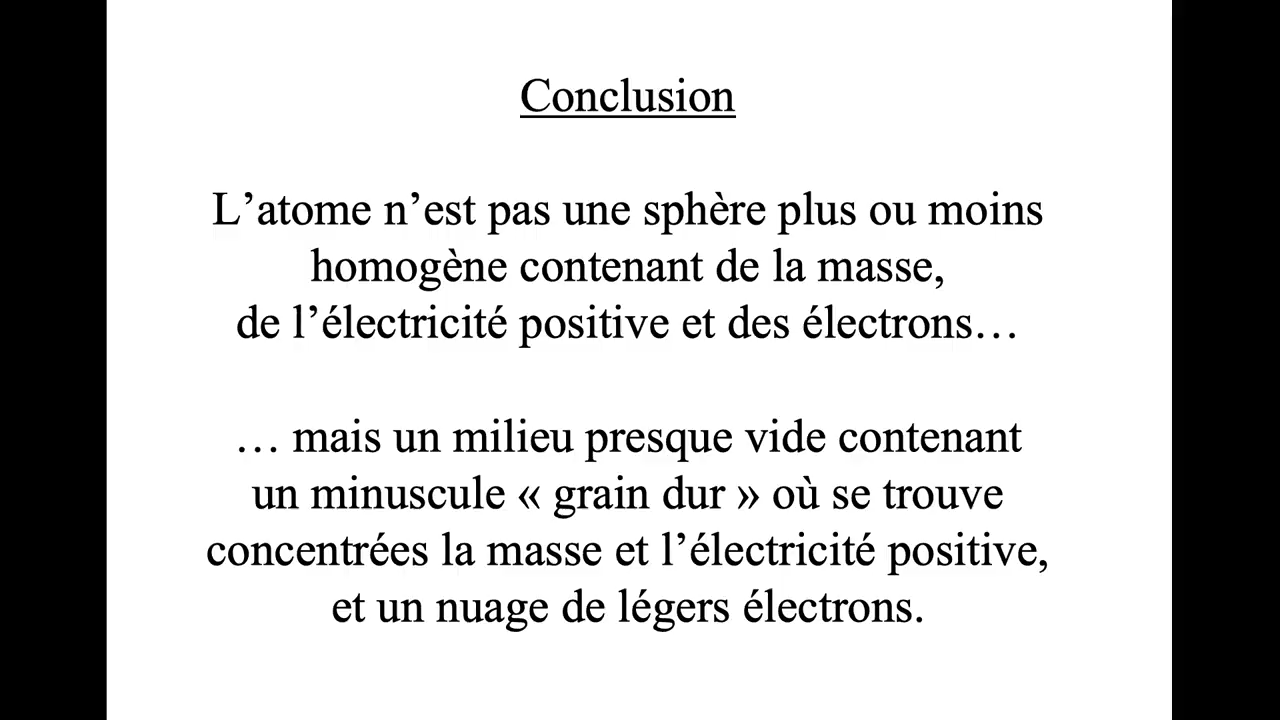 Conclusion
L’atome n’est pas une sphère plus ou moins
homogène contenant de la masse,
de l’électricité positive et des électrons…
… mais un milieu presque vide contenant
un minuscule « grain dur » où se trouve
concentrées la masse et l’électricité positive,
et un nuage de légers électrons.